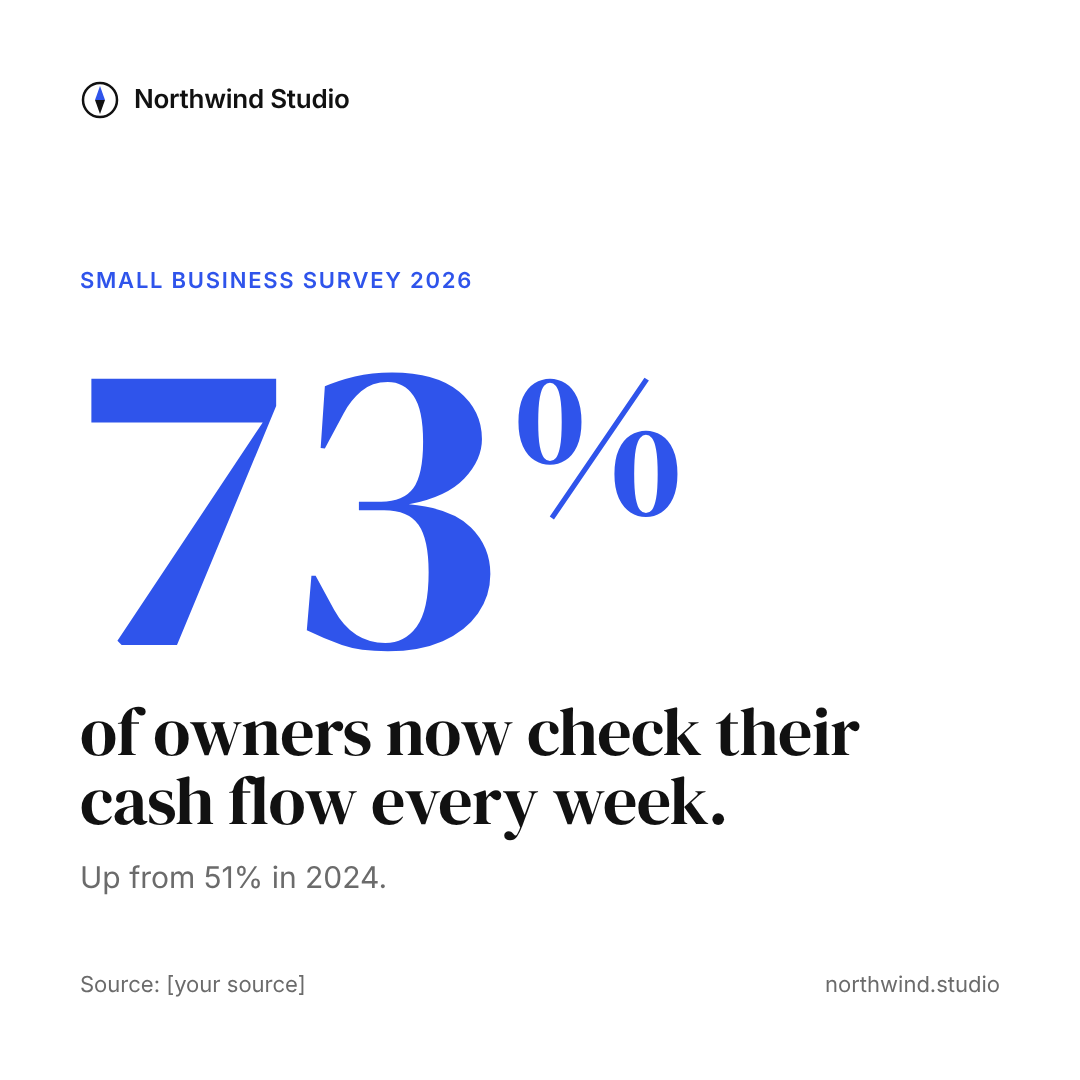 Northwind Studio
SMALL BUSINESS SURVEY 2026
73%
of owners now check their
cash flow every week.
Up from 51% in 2024.
Source: [your source]
northwind.studio